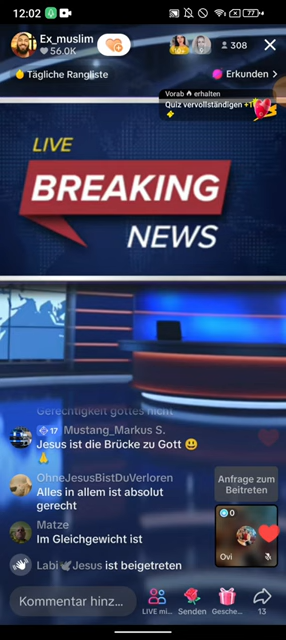 12:02
77
Ex_muslim
56.0K
308
Tägliche Rangliste
Erkunden >
Vorab erhalten
Quiz vervollständigen +1
LIVE
BREAKING
NEWS
Gerechtigkeit gottes nicht
17 Mustang_Markus S.
Jesus ist die Brücke zu Gott 😃
🙏
OhneJesusBistDuVerloren
Alles in allem ist absolut
gerecht
Anfrage zum
Beitreten
0
Matze
Im Gleichgewicht ist
Ovi
Labi🕊Jesus ist beigetreten
Kommentar hinz...
LIVE mi...
Senden
Gesche...
13